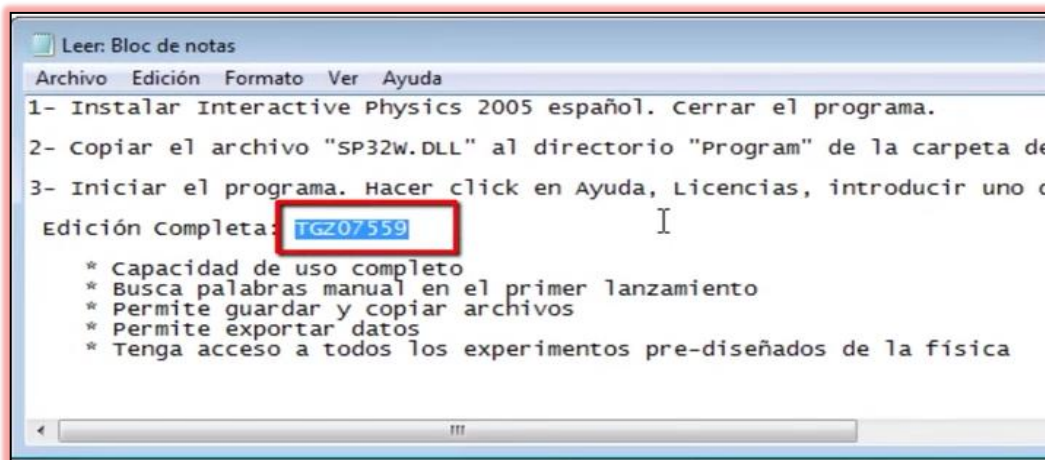 Leer: Bloc de notas
Archivo Edición Formato Ver Ayuda
1- Instalar Interactive Physics 2005 español. Cerrar el programa.
2- Copiar el archivo "SP32W.DLL" al directorio "Program" de la carpeta de
3- Iniciar el programa. Hacer click en Ayuda, Licencias, introducir uno
Edición Completa: TGZ07559
* Capacidad de uso completo
* Busca palabras manual en el primer lanzamiento
* Permite guardar y copiar archivos
* Permite exportar datos
* Tenga acceso a todos los experimentos pre-diseñados de la física